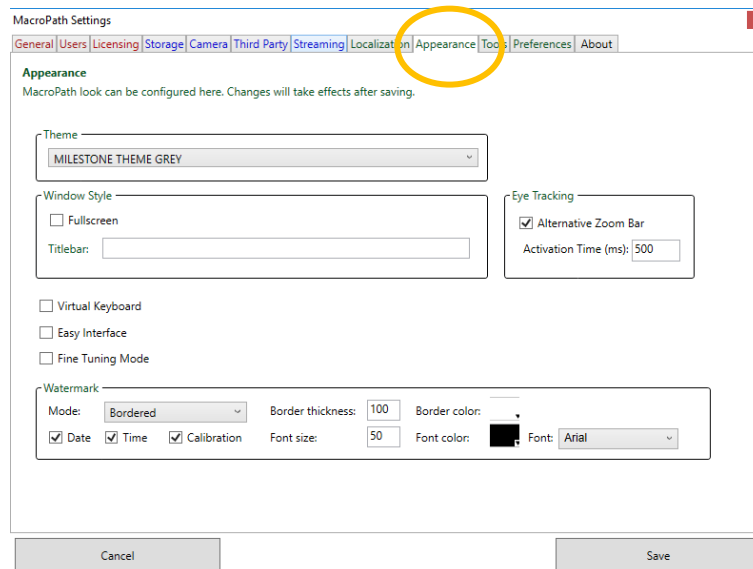 MacroPath Settings
General Users Licensing Storage Camera Third Party Streaming Localization Appearance Tools Preferences About
Appearance
MacroPath look can be configured here. Changes will take effects after saving.
Theme
MILESTONE THEME GREY
Window Style
Fullscreen
Titlebar:
Eye Tracking
Alternative Zoom Bar
Activation Time (ms): 500
Virtual Keyboard
Easy Interface
Fine Tuning Mode
Watermark
Mode: Bordered Border thickness: 100 Border color:
Date Time Calibration Font size: 50 Font color: Font: Arial
Cancel Save